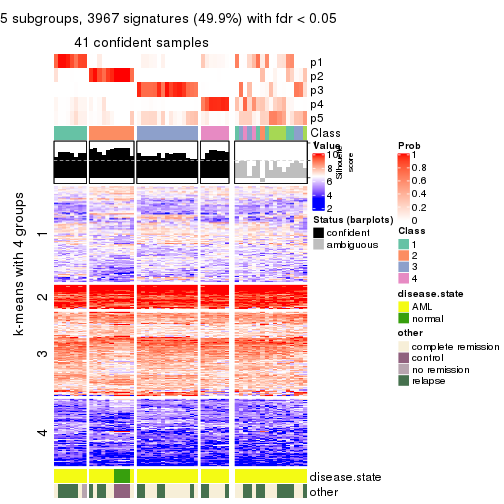 5 subgroups, 3967 signatures (49.9%) with fdr < 0.05
41 confident samples
p1
p2
p3
p4
p5
Class
Silhouette
score
k-means with 4 groups
1
2
3
4
Value
10
8
6
4
2
Status (barplots)
confident
ambiguous
Prob
1
0.8
0.6
0.4
0.2
0
Class
1
2
3
4
disease.state
AML
normal
other
complete remission
control
no remission
relapse
disease.state
other